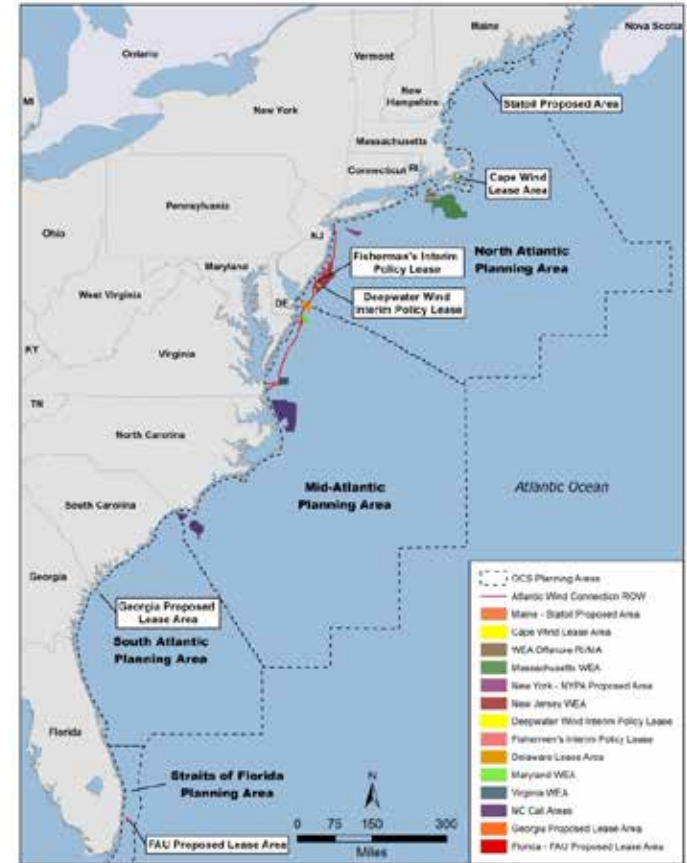 Maine
Nova Scotia
Ontario
Vermont
MI
New
Hampshire
Statoil Proposed Area
New York
Massachusetts
Connecticut
RI
Cape Wind
Lease Area
Pennsylvania
NJ
Ohio
Fisherman's Interim
Policy Lease
North Atlantic
Planning Area
Maryland
West Virginia
DE
Deepwater Wind
Interim Policy Lease
KY
Virginia
TN
North Carolina
Mid-Atlantic
Planning Area
Atlantic Ocean
South Carolina
Georgia
Georgia Proposed
Lease Area
South Atlantic
Planning Area
Florida
Straits of Florida
Planning Area
FAU Proposed Lease Area
N
0 75 150 300
Miles
OCS Planning Areas
Atlantic Wind Connection ROW
Maine - Statoil Proposed Area
Cape Wind Lease Area
WEA Offshore RI/MA
Massachusetts WEA
New York - NYPA Proposed Area
New Jersey WEA
Deepwater Wind Interim Policy Lease
Fishermen's Interim Policy Lease
Delaware Lease Area
Maryland WEA
Virginia WEA
NC Call Areas
Georgia Proposed Lease Area
Florida - FAU Proposed Lease Area